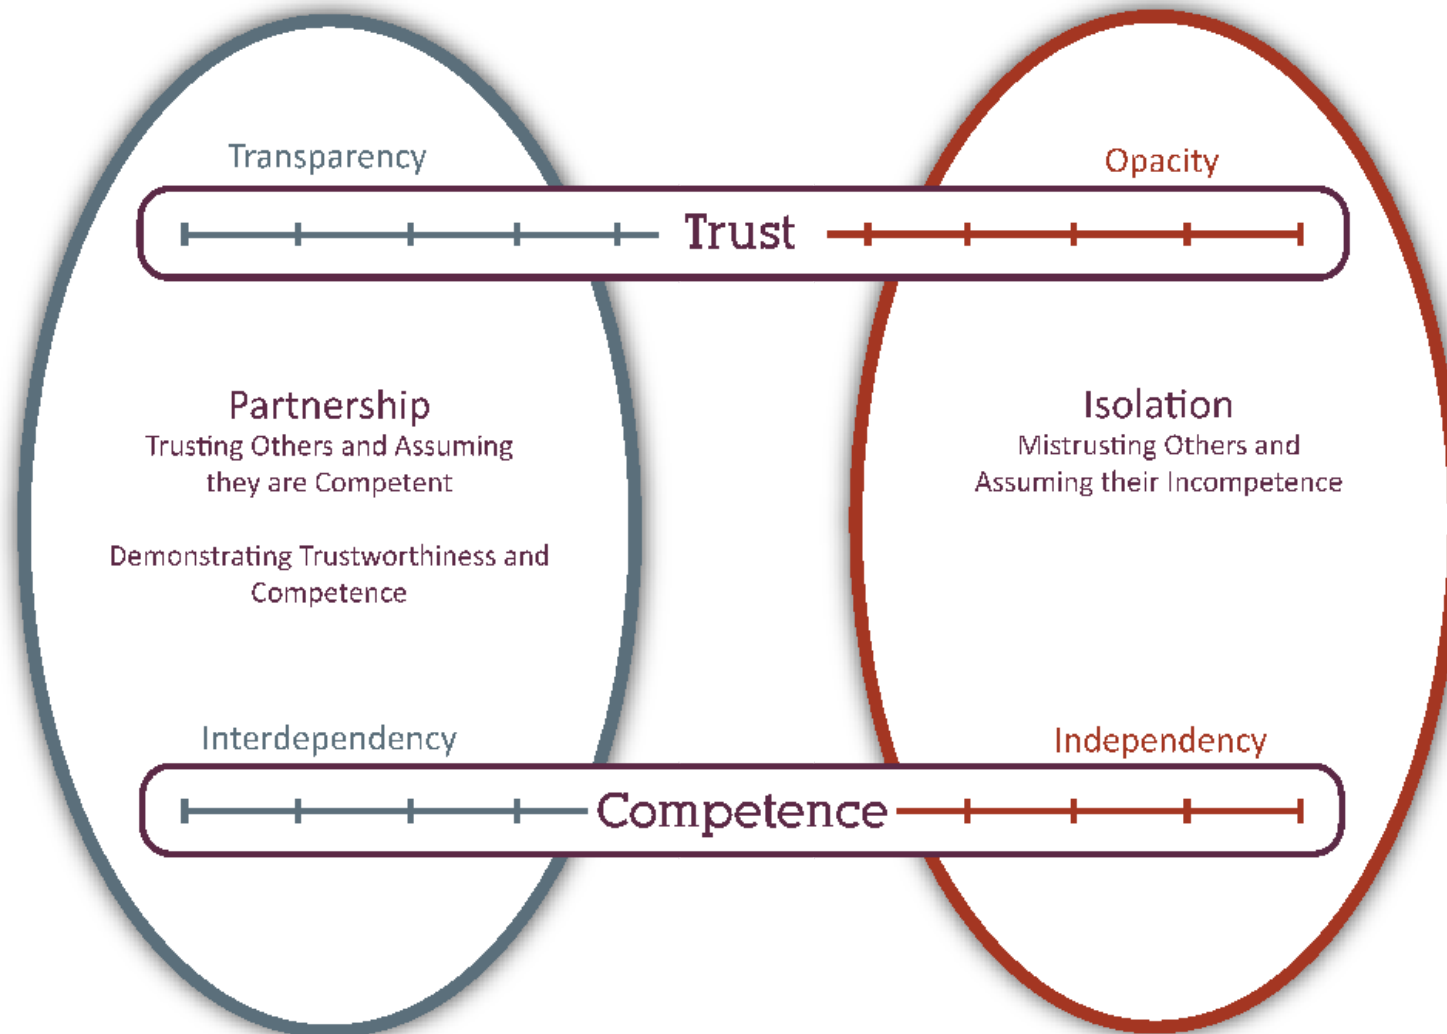 Transparency
Opacity
Trust
Partnership
Trusting Others and Assuming
they are Competent
Demonstrating Trustworthiness and
Competence
Isolation
Mistrusting Others and
Assuming their Incompetence
Interdependency
Independency
Competence